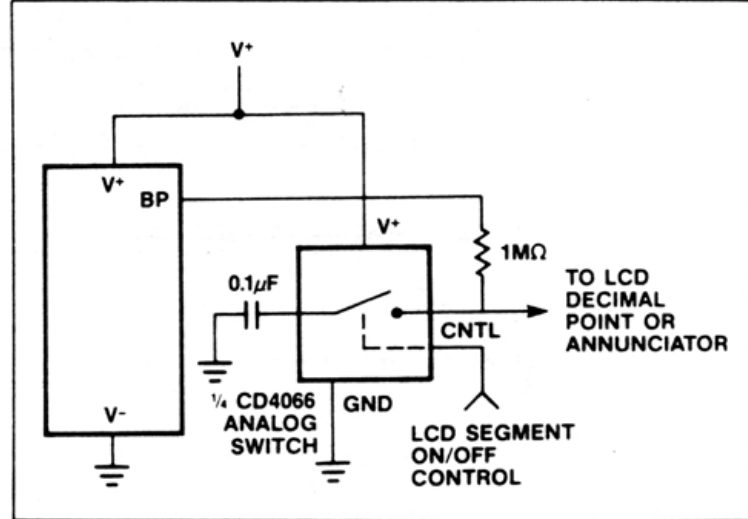 V+
V+
BP
V+
1MΩ
0.1μF
TO LCD
DECIMAL
POINT OR
ANNUNCIATOR
CNTL
V-
1/4 CD4066
ANALOG
SWITCH
GND
LCD SEGMENT
ON/OFF
CONTROL